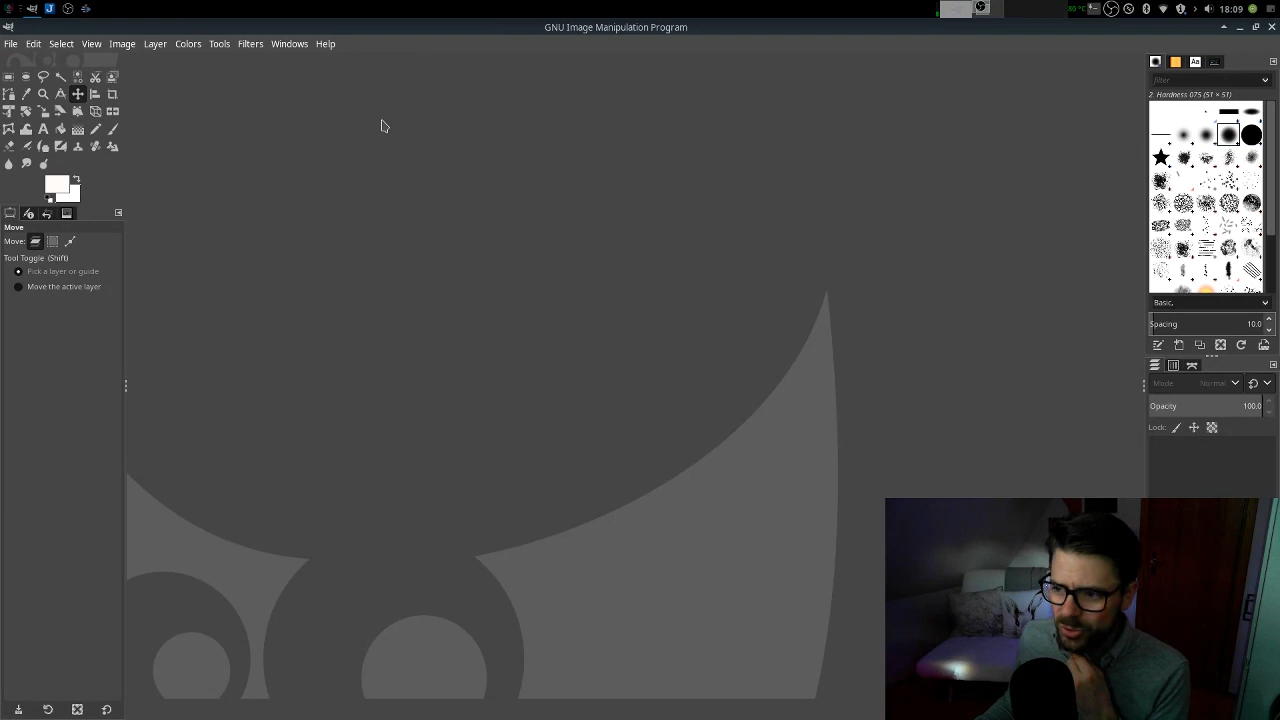 18:09
80 °C
GNU Image Manipulation Program
File Edit Select View Image Layer Colors Tools Filters Windows Help
filter
2. Hardness 075 (51 × 51)
Move
Move:
Tool Toggle (Shift)
Pick a layer or guide
Move the active layer
Basic,
Spacing 10.0
Mode Normal
Opacity 100.0
Lock: